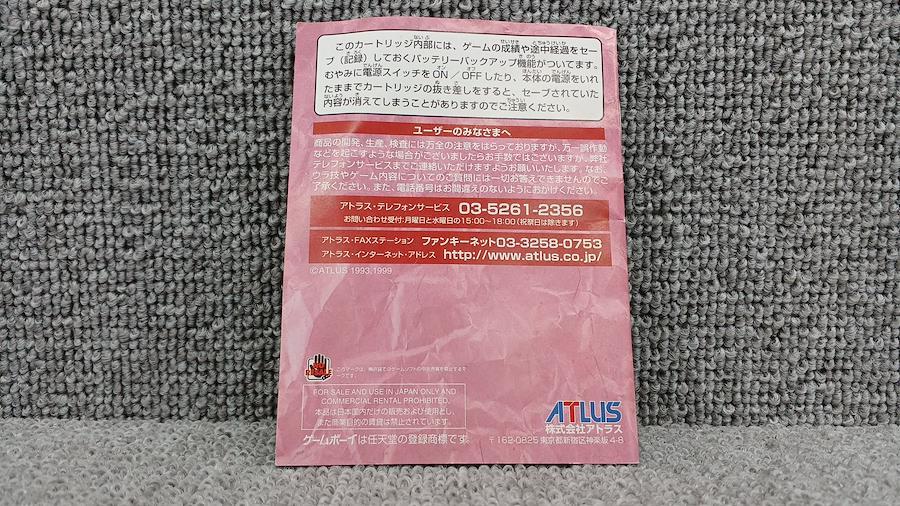 このカートリッジ内部には、ゲームの成績や途中経過をセー
ブ（記録）しておくバッテリーバックアップ機能がついてます。
むやみに電源スイッチをON／OFFしたり、本体の電源をいれ
たままでカートリッジの抜き差しをすると、セーブされていた
内容が消えてしまうことがありますのでご注意ください。
ユーザーのみなさまへ
商品の開発、生産、検査には万全の注意をはらっておりますが、万一誤作動
などを起こすような場合がございましたらお手数ではございますが、弊社
テレフォンサービスまでご連絡いただけますようお願いいたします。なお、
ウラ技やゲーム内容についてのご質問には一切お答えできませんのでご
了承ください。また、電話番号はお間違えのないようにおかけください。
アトラス・テレフォンサービス 03-5261-2356
お問い合わせ受付:月曜日と水曜日の15:00~18:00(祝祭日は除きます)
アトラス・FAXステーション ファンキーネット03-3258-0753
アトラス・インターネット・アドレス http://www.atlus.co.jp/
©ATLUS 1993,1999
FOR SALE AND USE IN JAPAN ONLY AND
COMMERCIAL RENTAL PROHIBITED.
本品は日本国内だけの販売および使用とし、
また商業目的の賃貸は禁止されています。
ゲームボーイは任天堂の登録商標です。
ATLUS
株式会社アトラス
〒162-0825 東京都新宿区神楽坂4-8